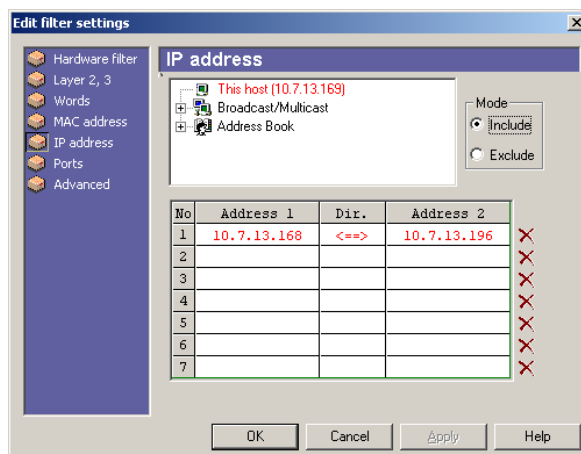 Edit filter settings
Hardware filter
Layer 2, 3
Words
MAC address
IP address
Ports
Advanced
IP address
This host (10.7.13.169)
Broadcast/Multicast
Address Book
Mode
Include
Exclude
No Address 1 Dir. Address 2
1 10.7.13.168 <==> 10.7.13.196
2
3
4
5
6
7
OK Cancel Apply Help